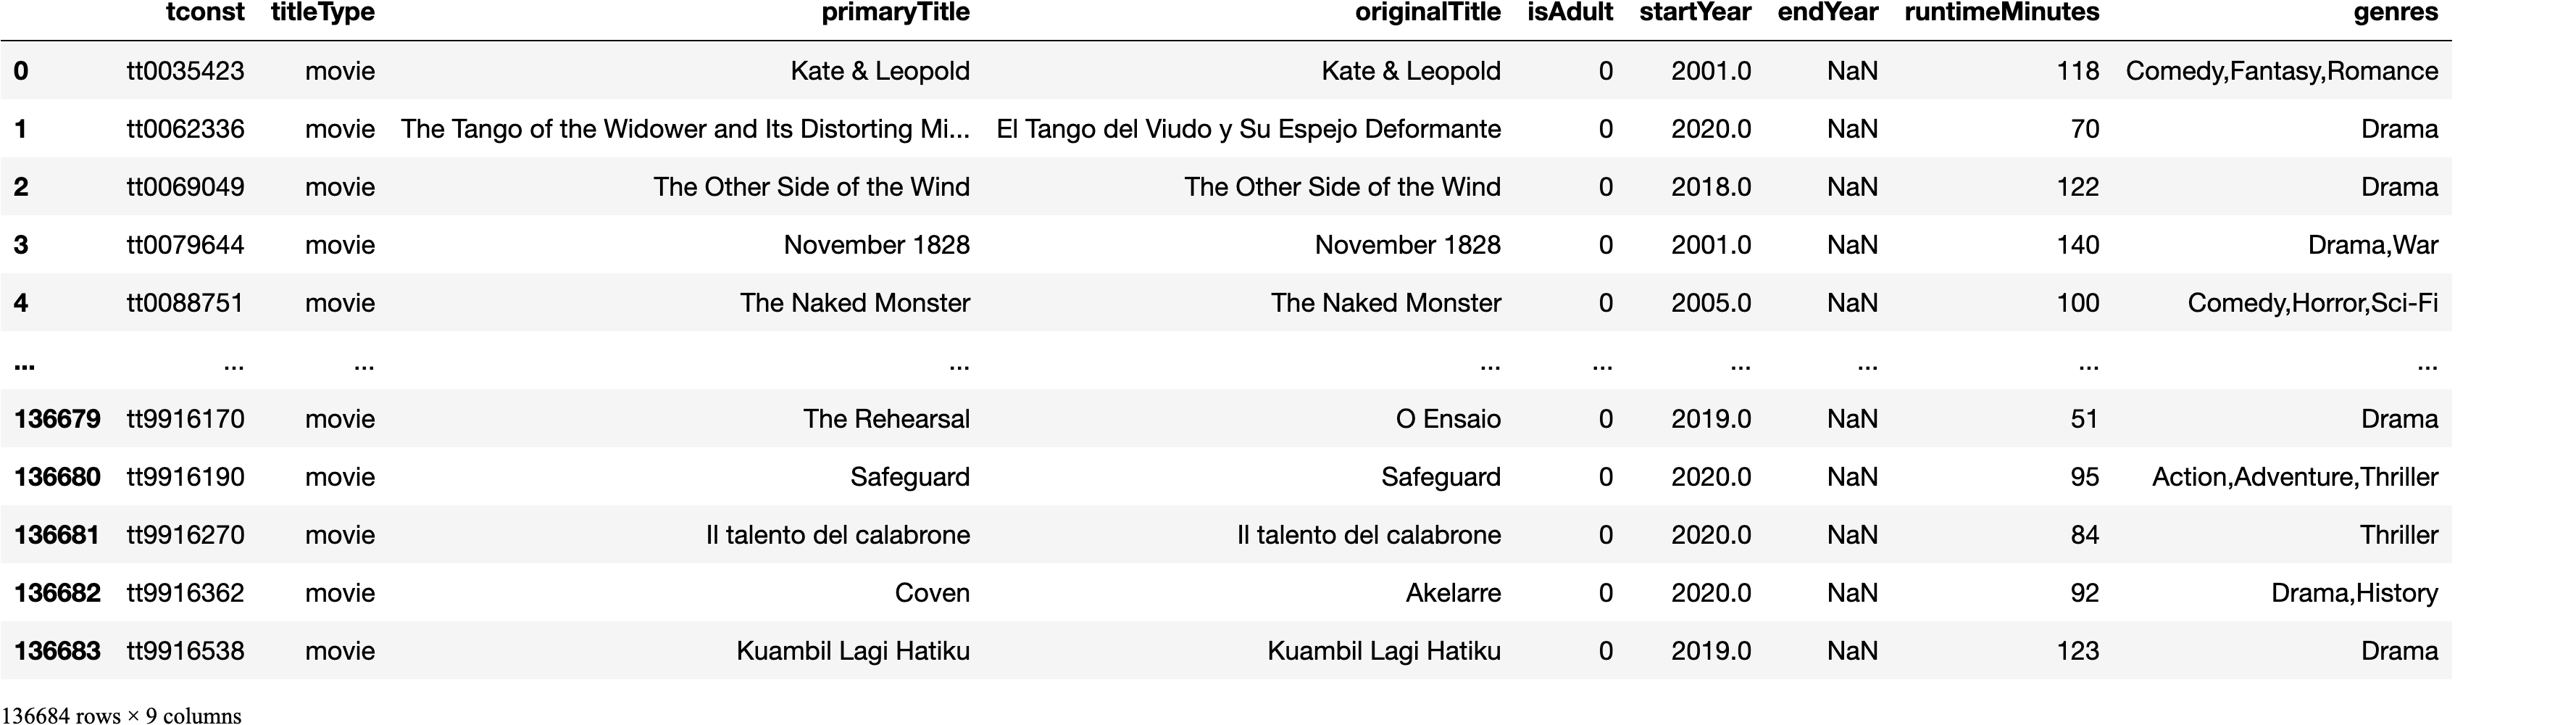 tconst titleType primaryTitle originalTitle isAdult startYear endYear runtimeMinutes genres
0 tt0035423 movie Kate & Leopold Kate & Leopold 0 2001.0 NaN 118 Comedy,Fantasy,Romance
1 tt0062336 movie The Tango of the Widower and Its Distorting Mi... El Tango del Viudo y Su Espejo Deformante 0 2020.0 NaN 70 Drama
2 tt0069049 movie The Other Side of the Wind The Other Side of the Wind 0 2018.0 NaN 122 Drama
3 tt0079644 movie November 1828 November 1828 0 2001.0 NaN 140 Drama,War
4 tt0088751 movie The Naked Monster The Naked Monster 0 2005.0 NaN 100 Comedy,Horror,Sci-Fi
... ... ... ... ... ... ... ... ... ...
136679 tt9916170 movie The Rehearsal O Ensaio 0 2019.0 NaN 51 Drama
136680 tt9916190 movie Safeguard Safeguard 0 2020.0 NaN 95 Action,Adventure,Thriller
136681 tt9916270 movie Il talento del calabrone Il talento del calabrone 0 2020.0 NaN 84 Thriller
136682 tt9916362 movie Coven Akelarre 0 2020.0 NaN 92 Drama,History
136683 tt9916538 movie Kuambil Lagi Hatiku Kuambil Lagi Hatiku 0 2019.0 NaN 123 Drama
136684 rows × 9 columns